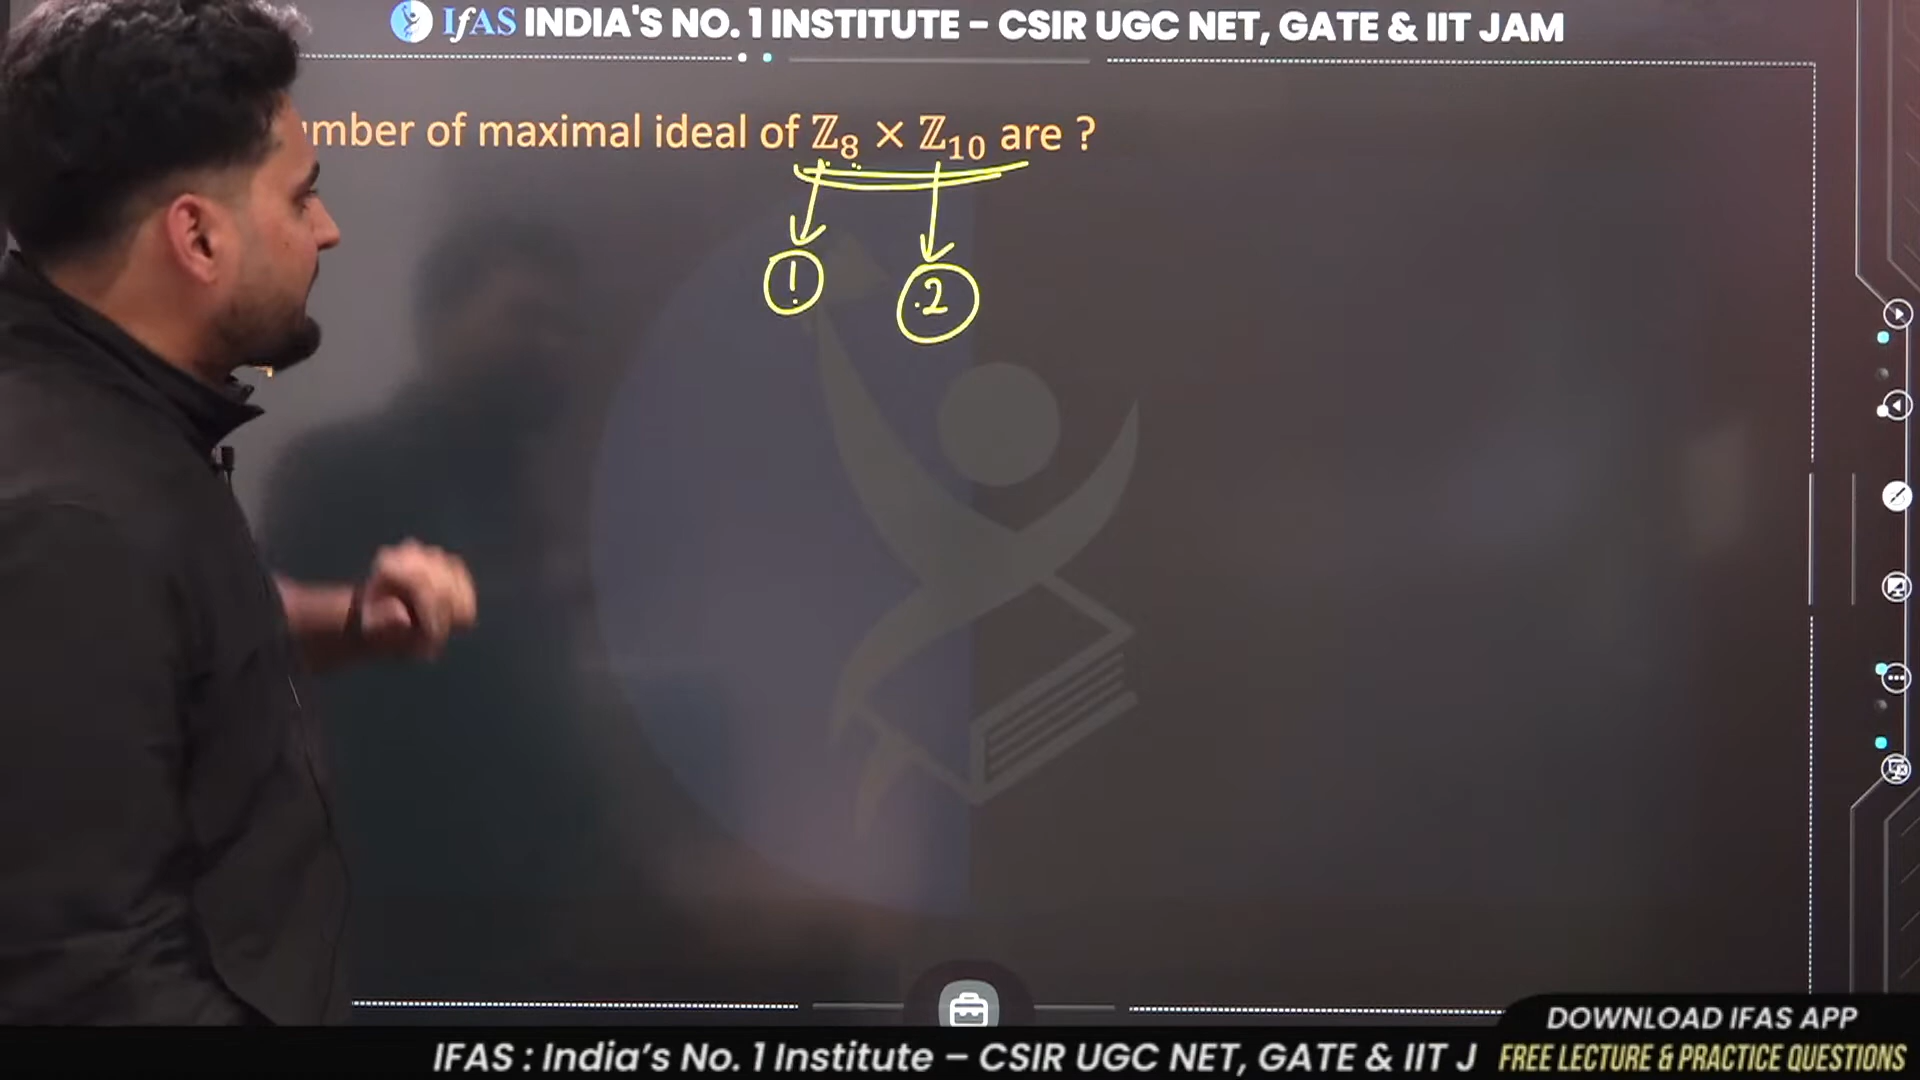 IfAS INDIA'S NO. 1 INSTITUTE – CSIR UGC NET, GATE & IIT JAM
mber of maximal ideal of ℤ₈ × ℤ₁₀ are ?
1 2
DOWNLOAD IFAS APP
IFAS : India's No. 1 Institute – CSIR UGC NET, GATE & IIT J
FREE LECTURE & PRACTICE QUESTIONS